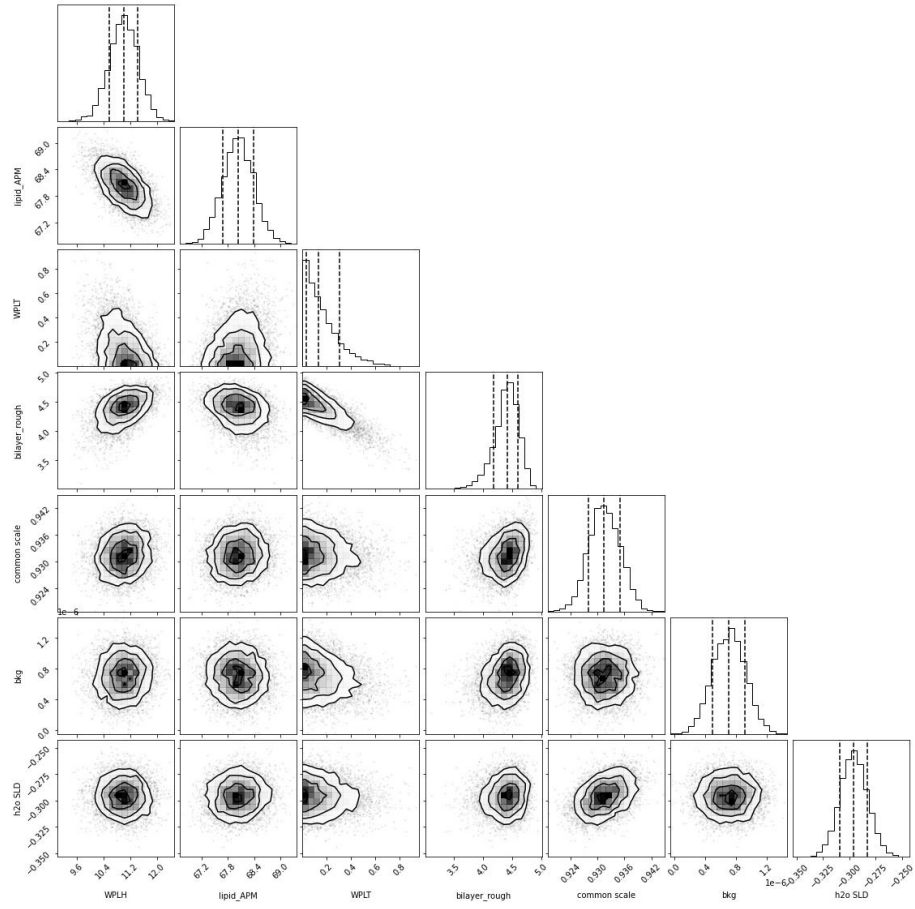 69.0
68.4
67.8
67.2
lipid_APM
0.8
0.6
0.4
0.2
WPLT
5.0
4.5
4.0
3.5
bilayer_rough
0.942
0.936
0.930
0.924
common scale
1e−6
1.2
0.8
0.4
0.0
bkg
−0.250
−0.275
−0.300
−0.325
−0.350
h2o SLD
9.6 10.4 11.2 12.0
67.2 67.8 68.4 69.0
0.2 0.4 0.6 0.8
3.5 4.0 4.5 5.0
0.924 0.930 0.936 0.942
0.0 0.4 0.8 1.2
1e−6
−0.350 −0.325 −0.300 −0.275 −0.250
WPLH lipid_APM WPLT bilayer_rough common scale bkg h2o SLD